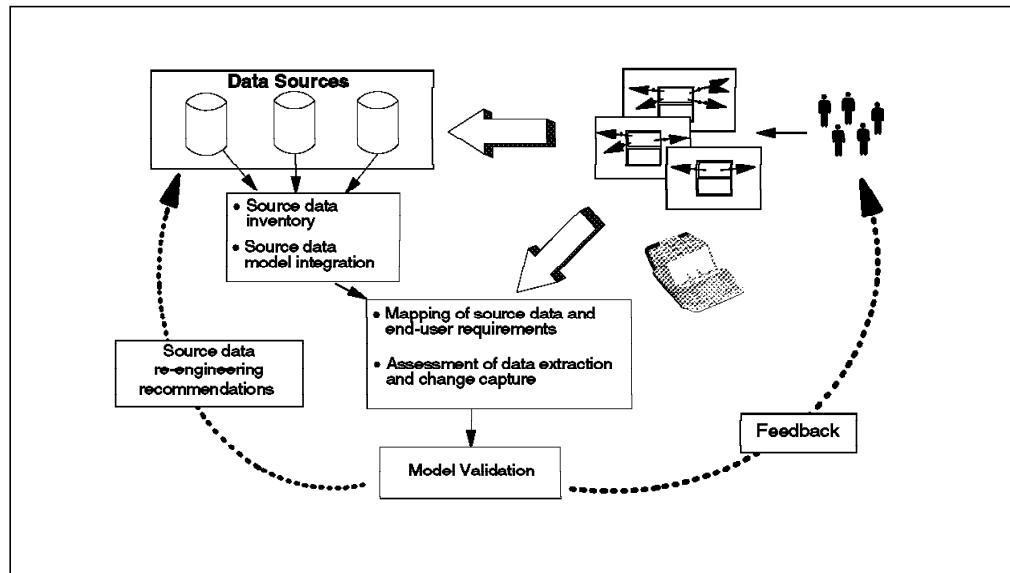 Data Sources
• Source data
inventory
• Source data
model integration
• Mapping of source data and
end-user requirements
• Assessment of data extraction
and change capture
Source data
re-engineering
recommendations
Feedback
Model Validation